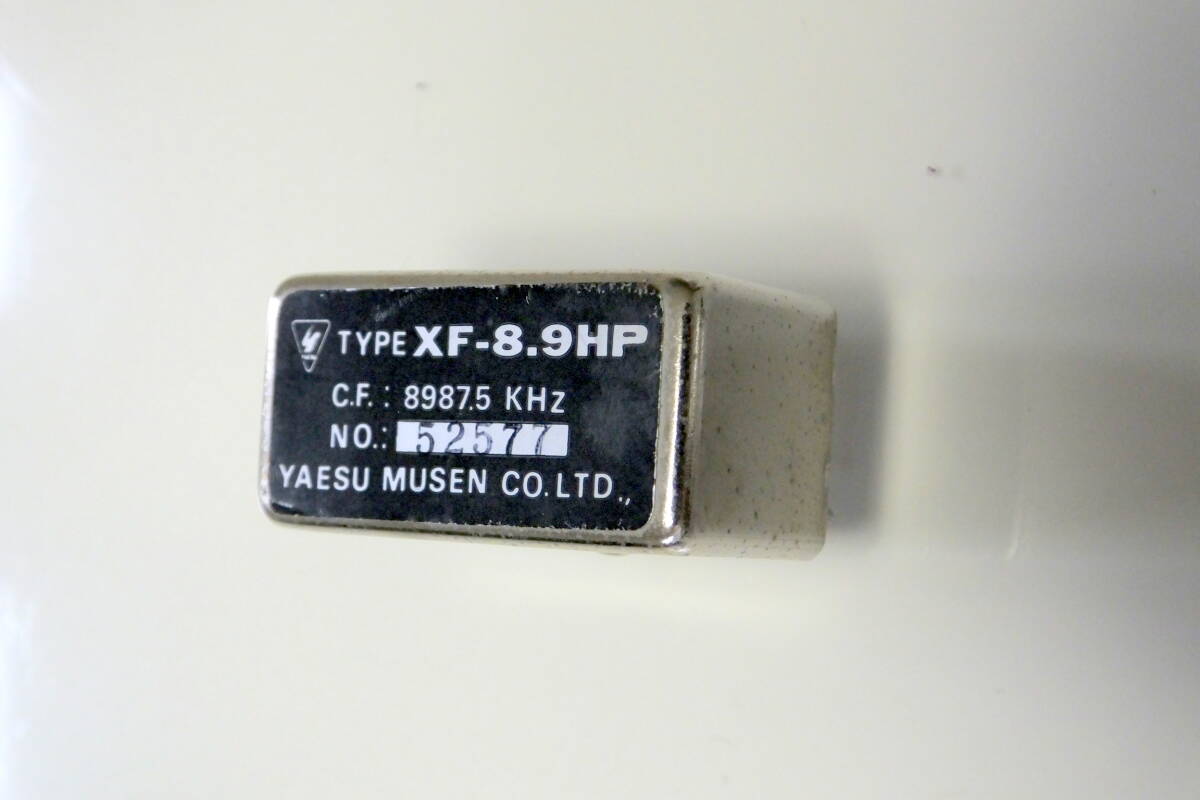 TYPE XF-8.9HP
C.F.: 8987.5 KHz
NO.: 52577
YAESU MUSEN CO.LTD.,